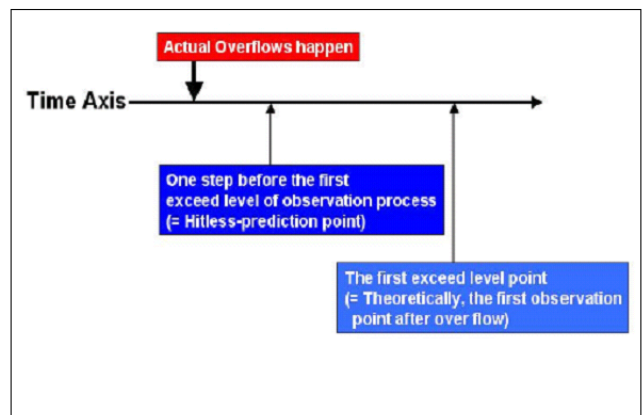 Actual Overflows happen
Time Axis
One step before the first
exceed level of observation process
(= Hitless-prediction point)
The first exceed level point
(= Theoretically, the first observation
point after over flow)